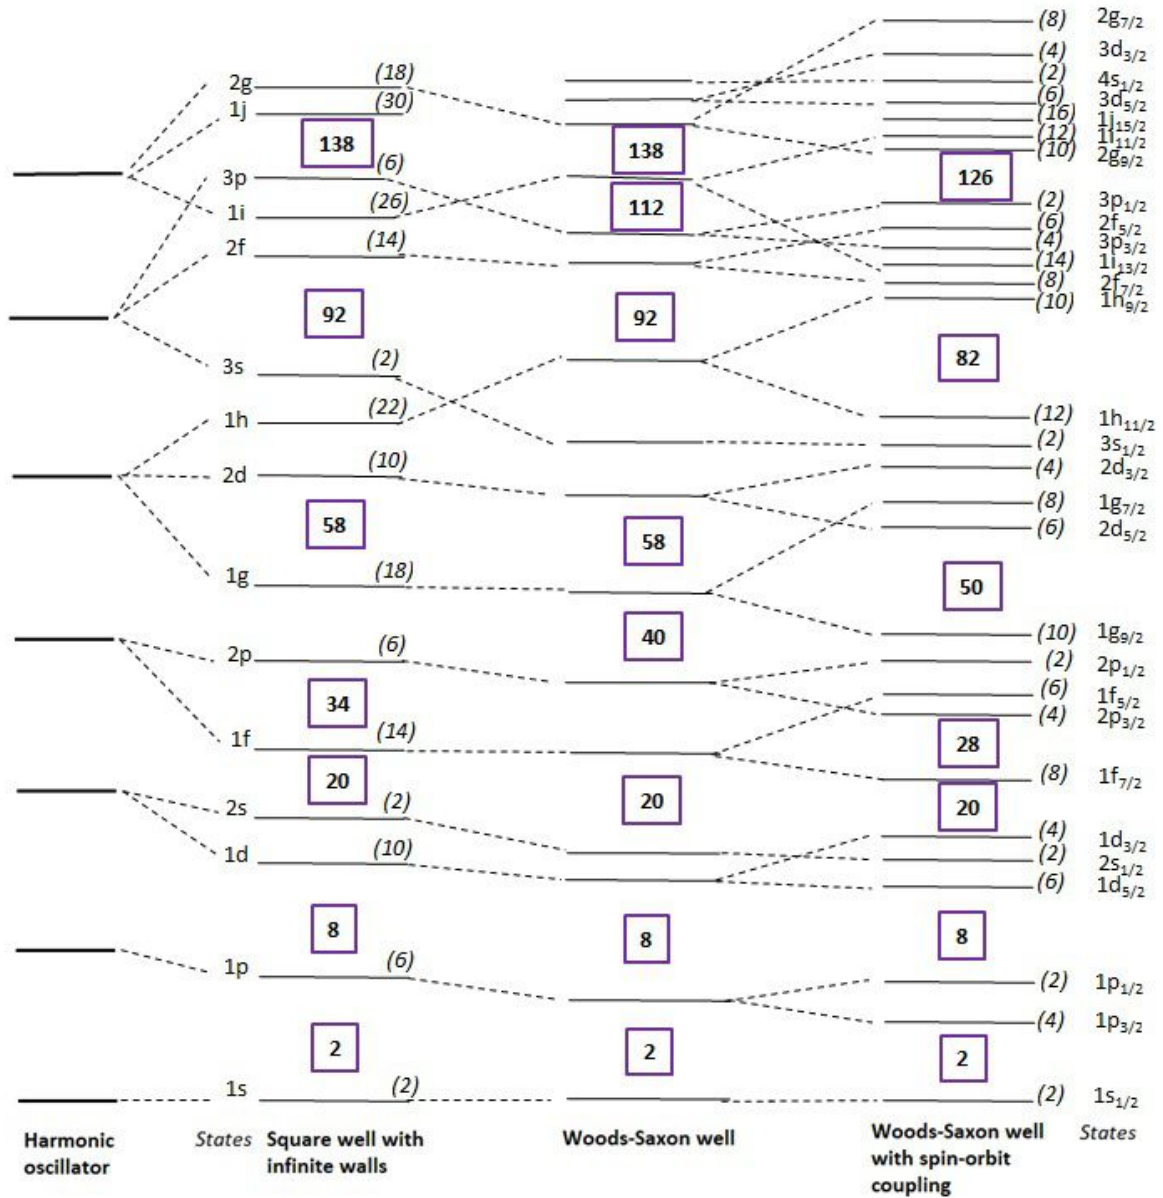 (8) 2g7/2
(4) 3d3/2
2g (18) (2) 4s1/2
(6) 3d5/2
1j (30) (16) 1j15/2
(12) 1i11/2
138 138 (10) 2g9/2
3p (6) 126
1i (26) 112 (2) 3p1/2
(6) 2f5/2
2f (14) (4) 3p3/2
(14) 1i13/2
(8) 2f7/2
92 92 (10) 1h9/2
3s (2) 82
1h (22) (12) 1h11/2
(2) 3s1/2
2d (10) (4) 2d3/2
(8) 1g7/2
58 58 (6) 2d5/2
1g (18) 50
40 (10) 1g9/2
2p (6) (2) 2p1/2
34 (6) 1f5/2
(4) 2p3/2
1f (14) 28
20 20 (8) 1f7/2
2s (2) 20
(4) 1d3/2
1d (10) (2) 2s1/2
(6) 1d5/2
8 8 8
1p (6) (2) 1p1/2
(4) 1p3/2
2 2 2
1s (2) (2) 1s1/2
Harmonic oscillator
States
Square well with infinite walls
Woods-Saxon well
Woods-Saxon well with spin-orbit coupling
States